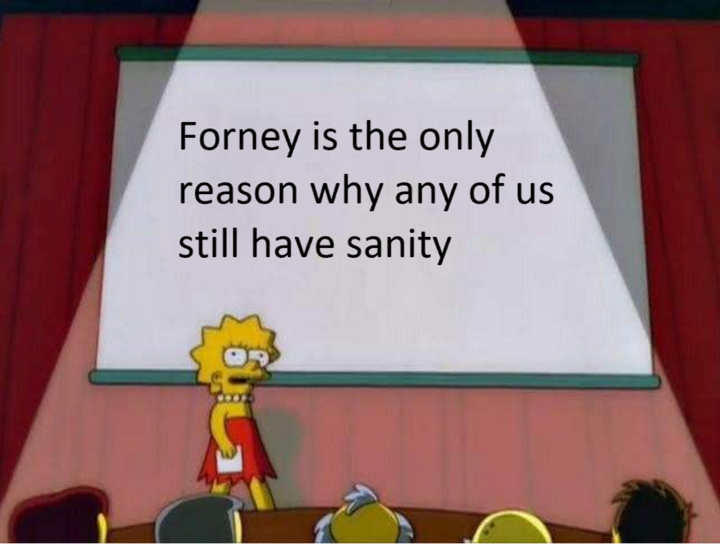 Forney is the only
reason why any of us
still have sanity